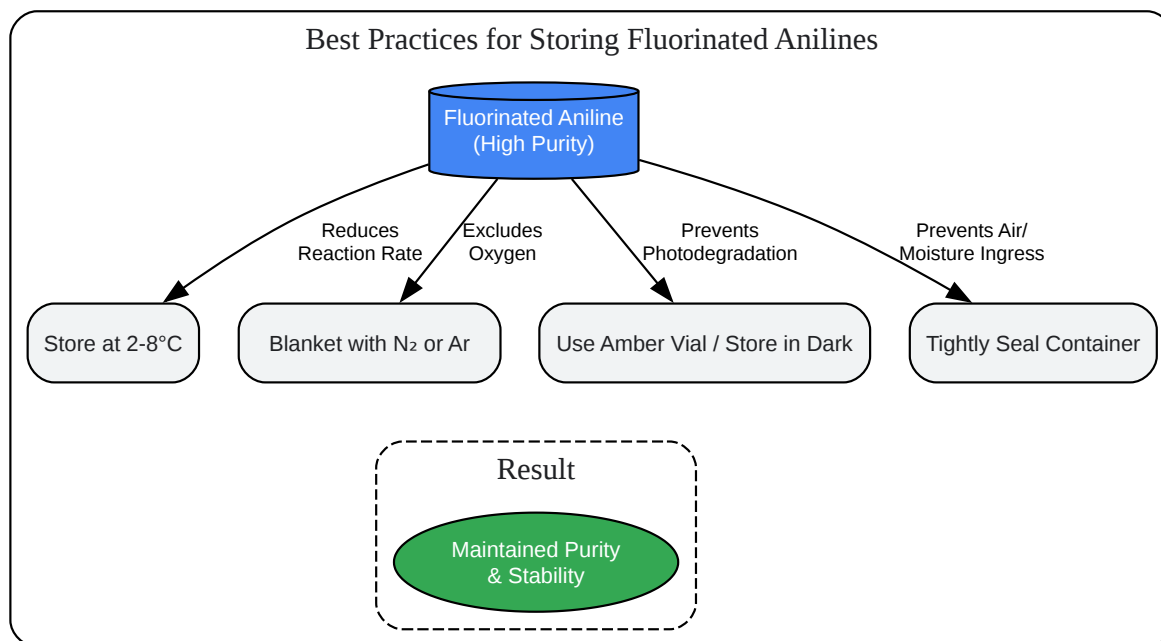 Best Practices for Storing Fluorinated Anilines
Fluorinated Aniline
(High Purity)
Reduces
Reaction Rate
Excludes
Oxygen
Prevents
Photodegradation
Prevents Air/
Moisture Ingress
Store at 2-8°C
Blanket with N₂ or Ar
Use Amber Vial / Store in Dark
Tightly Seal Container
Result
Maintained Purity
& Stability